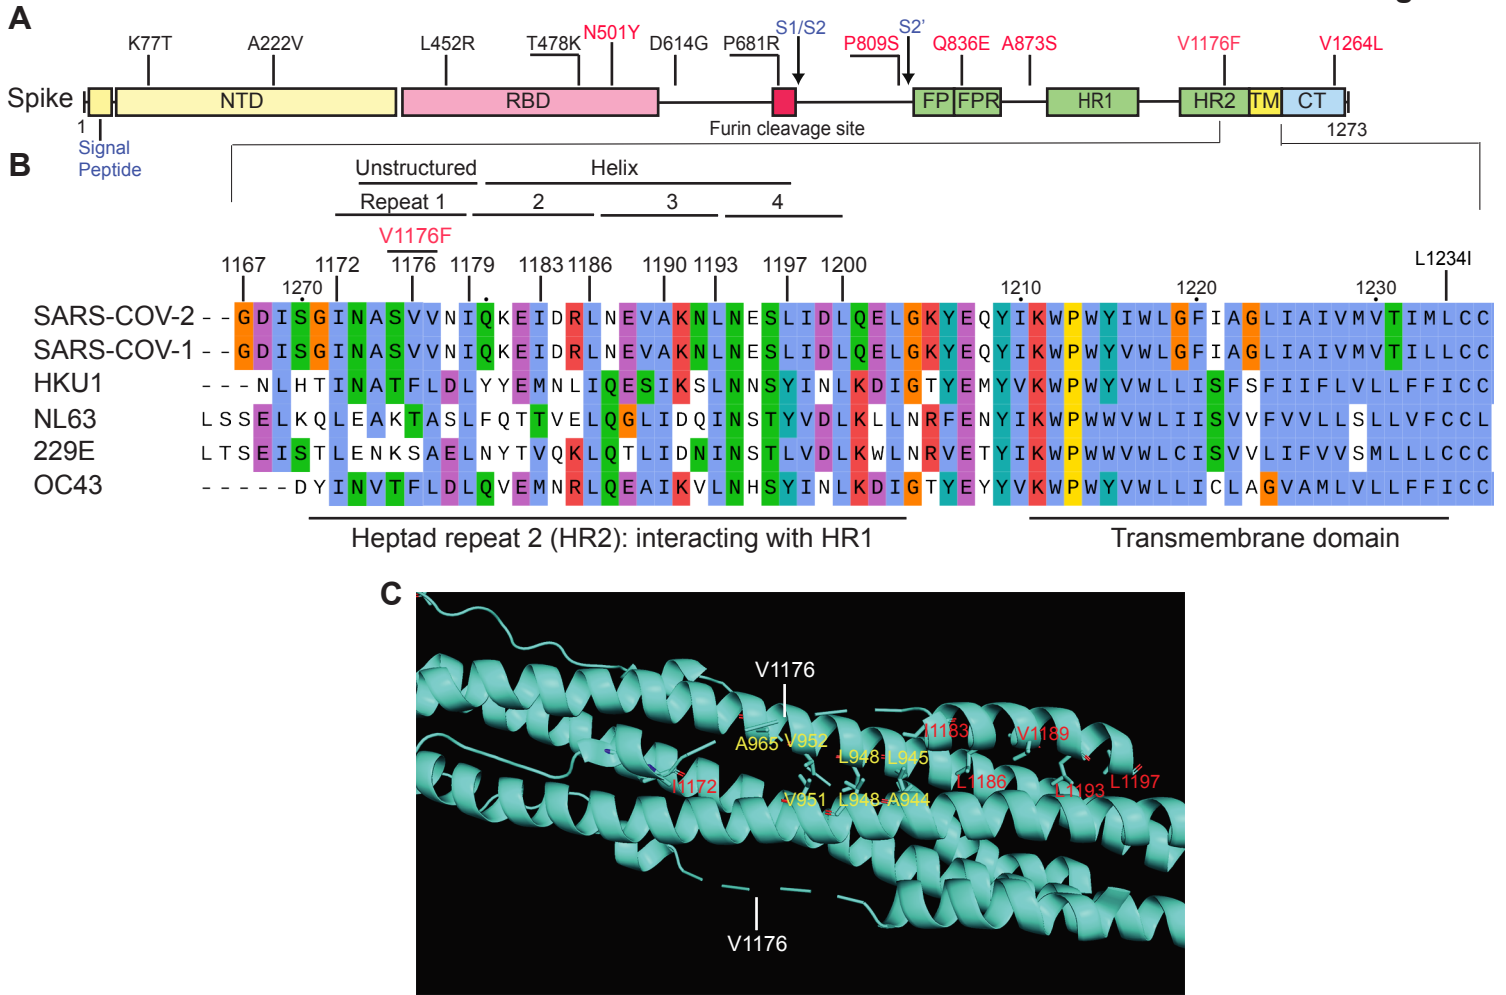 A
K77T A222V L452R T478K N501Y D614G P681R S1/S2 P809S S2' Q836E A873S V1176F V1264L
Spike NTD RBD FP FPR HR1 HR2 TM CT
1 Furin cleavage site 1273
Signal
Peptide
B
Unstructured Helix
Repeat 1 2 3 4
V1176F
1167 1172 1176 1179 1183 1186 1190 1193 1197 1200 L1234I
1270 1210 1220 1230
SARS-COV-2 --GDISGINASVVNIQKEIDRLNEVAKNLNESLIDLQELGKYEQYIKWPWYIWLGFIAGLIAIVMVTIMLCC
SARS-COV-1 --GDISGINASVVNIQKEIDRLNEVAKNLNESLIDLQELGKYEQYIKWPWYVWLGFIAGLIAIVMVTILLCC
HKU1 ---NLHTINATFLDLYYEMNLIQESIKSLNNSYINLKDIGTYEMYVKWPWYVWLLISFSFIIFLVLLFFICC
NL63 LSSELKQLEAKTASLFQTTVELQGLIDQINSTYVDLKLLNRFENYIKWPWWVWLIISVVFVVLLSLLVFCCL
229E LTSEISTLENKSAELNYTVQKLQTLIDNINSTLVDLKWLNRVETYIKWPWWVWLCISVVLIFVVSMLLLCCC
OC43 -----DYINVTFLDLQVEMNRLQEAIKVLNHSYINLKDIGTYEYYVKWPWYVWLLICLAGVAMLVLLFFICC
Heptad repeat 2 (HR2): interacting with HR1 Transmembrane domain
C
V1176
A965 V952 L948 L945 I1183 V1189
I1172 V951 L948 A944 L1186 L1193 L1197
V1176